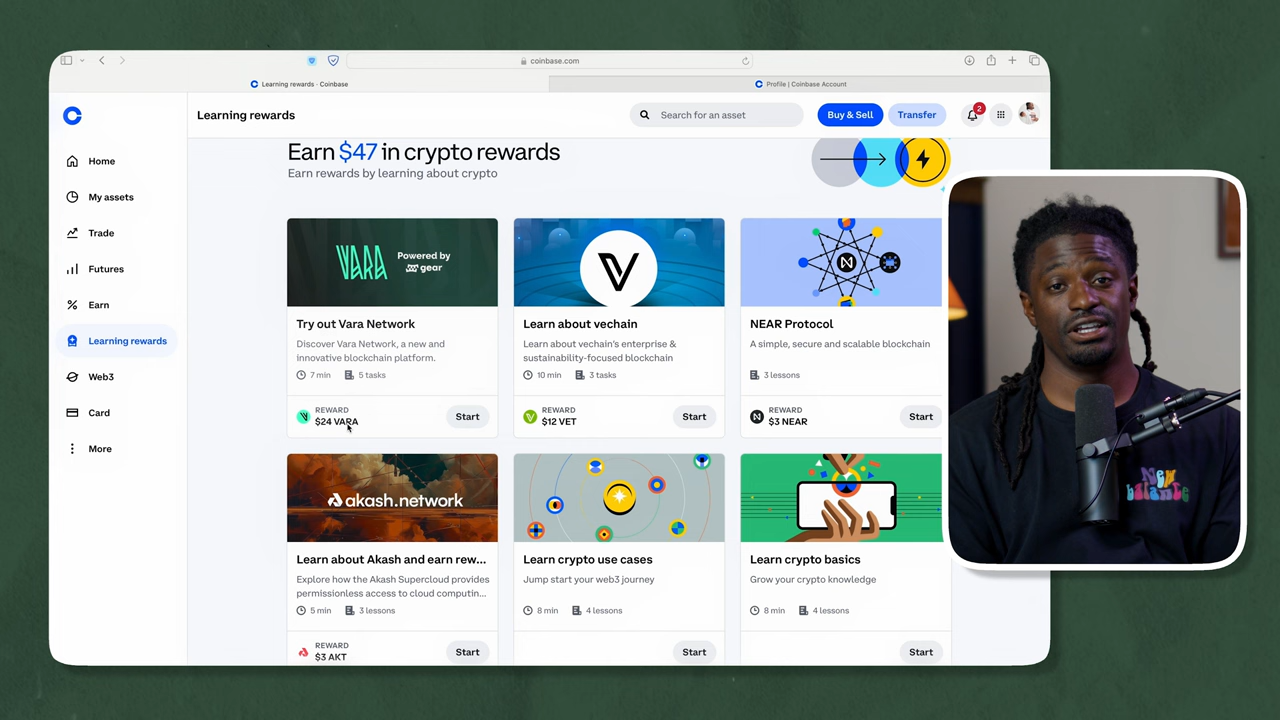 coinbase.com
Learning rewards - Coinbase
Profile | Coinbase Account
Learning rewards
Search for an asset
Buy & Sell
Transfer
2
Home
My assets
Trade
Futures
Earn
Learning rewards
Web3
Card
More
Earn $47 in crypto rewards
Earn rewards by learning about crypto
VARA
Powered by
gear
Try out Vara Network
Discover Vara Network, a new and
innovative blockchain platform.
7 min
5 tasks
REWARD
$24 VARA
Start
Learn about vechain
Learn about vechain's enterprise &
sustainability-focused blockchain
10 min
3 tasks
REWARD
$12 VET
Start
NEAR Protocol
A simple, secure and scalable blockchain
3 lessons
REWARD
$3 NEAR
Start
akash.network
Learn about Akash and earn rew...
Explore how the Akash Supercloud provides
permissionless access to cloud computin...
5 min
3 lessons
REWARD
$3 AKT
Start
Learn crypto use cases
Jump start your web3 journey
8 min
4 lessons
Start
Learn crypto basics
Grow your crypto knowledge
8 min
4 lessons
Start
New
balance